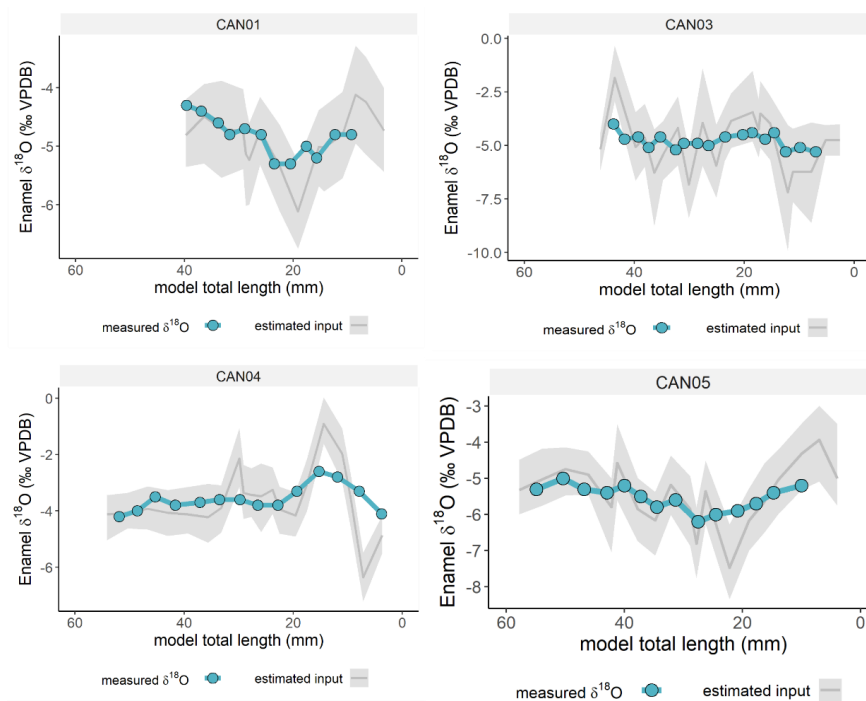 CAN01
Enamel δ¹⁸O (‰ VPDB)
-4
-5
-6
60 40 20 0
model total length (mm)
measured δ¹⁸O estimated input
CAN03
Enamel δ¹⁸O (‰ VPDB)
0.0
-2.5
-5.0
-7.5
-10.0
60 40 20 0
model total length (mm)
measured δ¹⁸O estimated input
CAN04
Enamel δ¹⁸O (‰ VPDB)
0
-2
-4
-6
60 40 20 0
model total length (mm)
measured δ¹⁸O estimated input
CAN05
Enamel δ¹⁸O (‰ VPDB)
-3
-4
-5
-6
-7
-8
60 40 20 0
model total length (mm)
measured δ¹⁸O estimated input